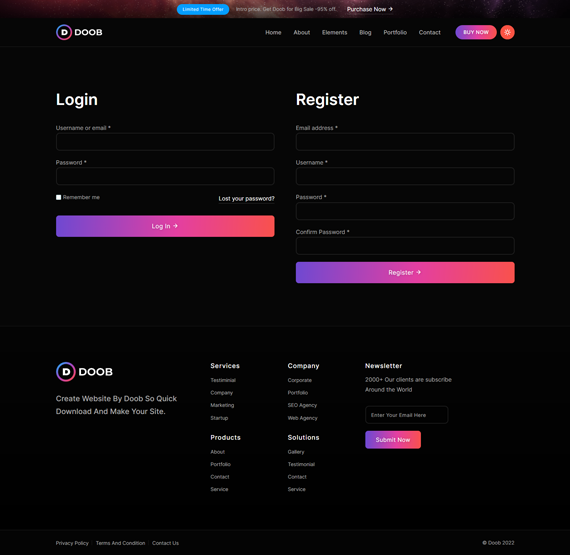 Limited Time Offer Intro price. Get Doob for Big Sale -95% off. Purchase Now →
D DOOB
Home About Elements Blog Portfolio Contact BUY NOW
Login
Username or email *
Password *
Remember me Lost your password?
Log In →
Register
Email address *
Username *
Password *
Confirm Password *
Register →
D DOOB
Create Website By Doob So Quick
Download And Make Your Site.
Services
Testiminial
Company
Marketing
Startup
Products
About
Portfolio
Contact
Service
Company
Corporate
Portfolio
SEO Agency
Web Agency
Solutions
Gallery
Testimonial
Contact
Service
Newsletter
2000+ Our clients are subscribe
Around the World
Enter Your Email Here
Submit Now
Privacy Policy Terms And Condition Contact Us
© Doob 2022